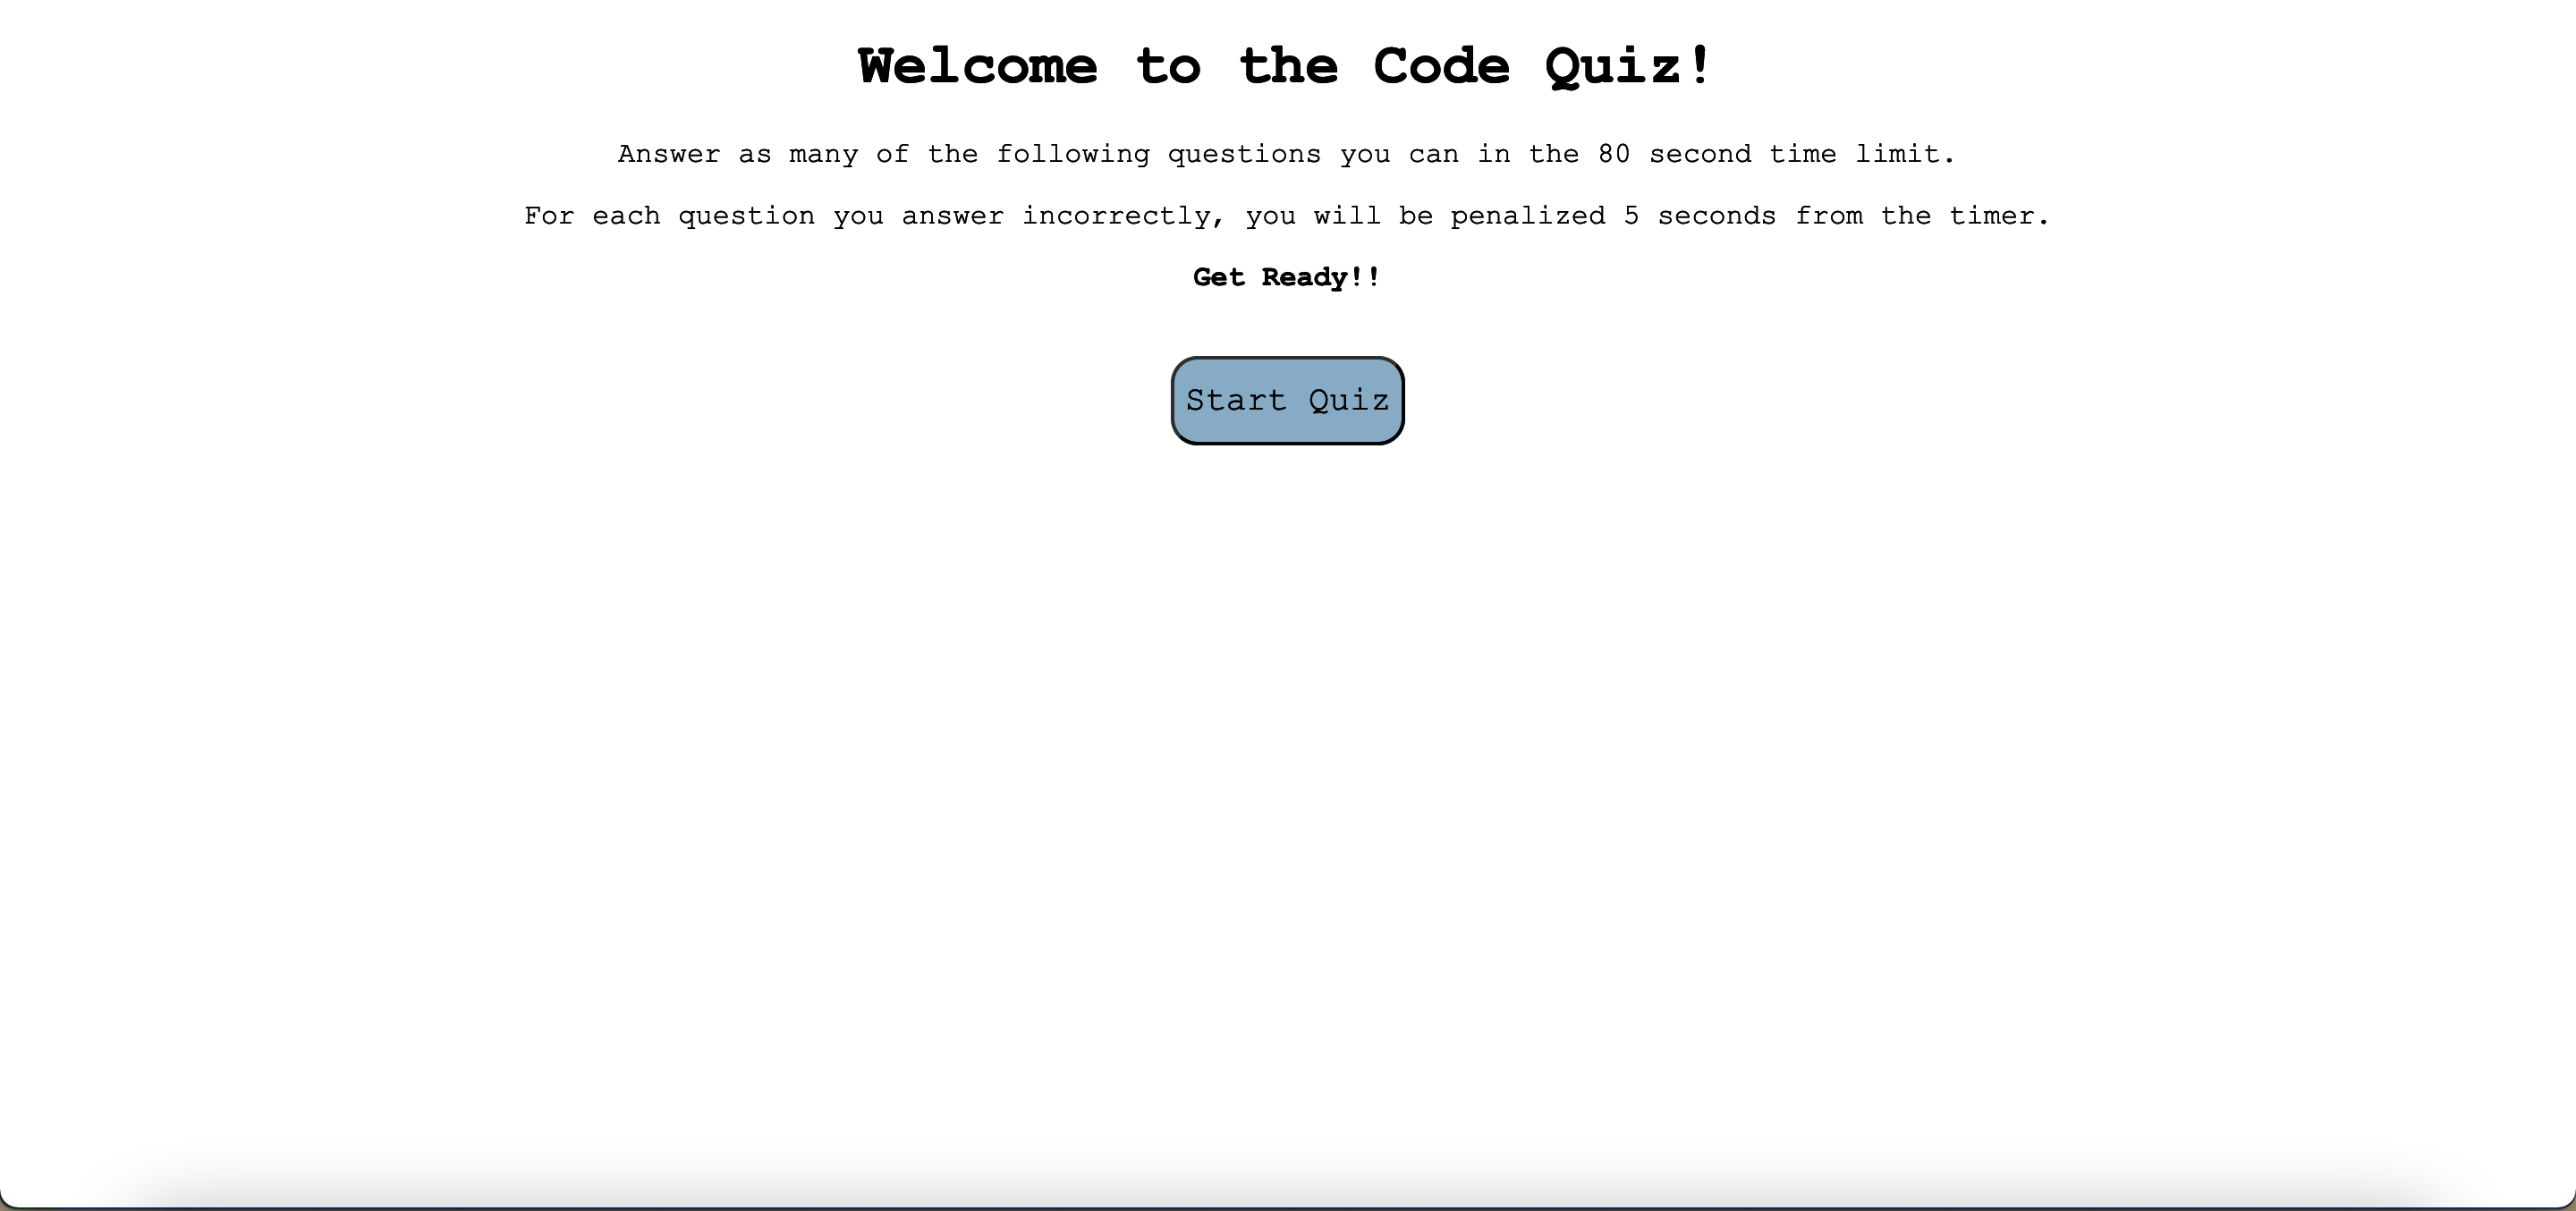 Welcome to the Code Quiz!
Answer as many of the following questions you can in the 80 second time limit.
For each question you answer incorrectly, you will be penalized 5 seconds from the timer.
Get Ready!!
Start Quiz